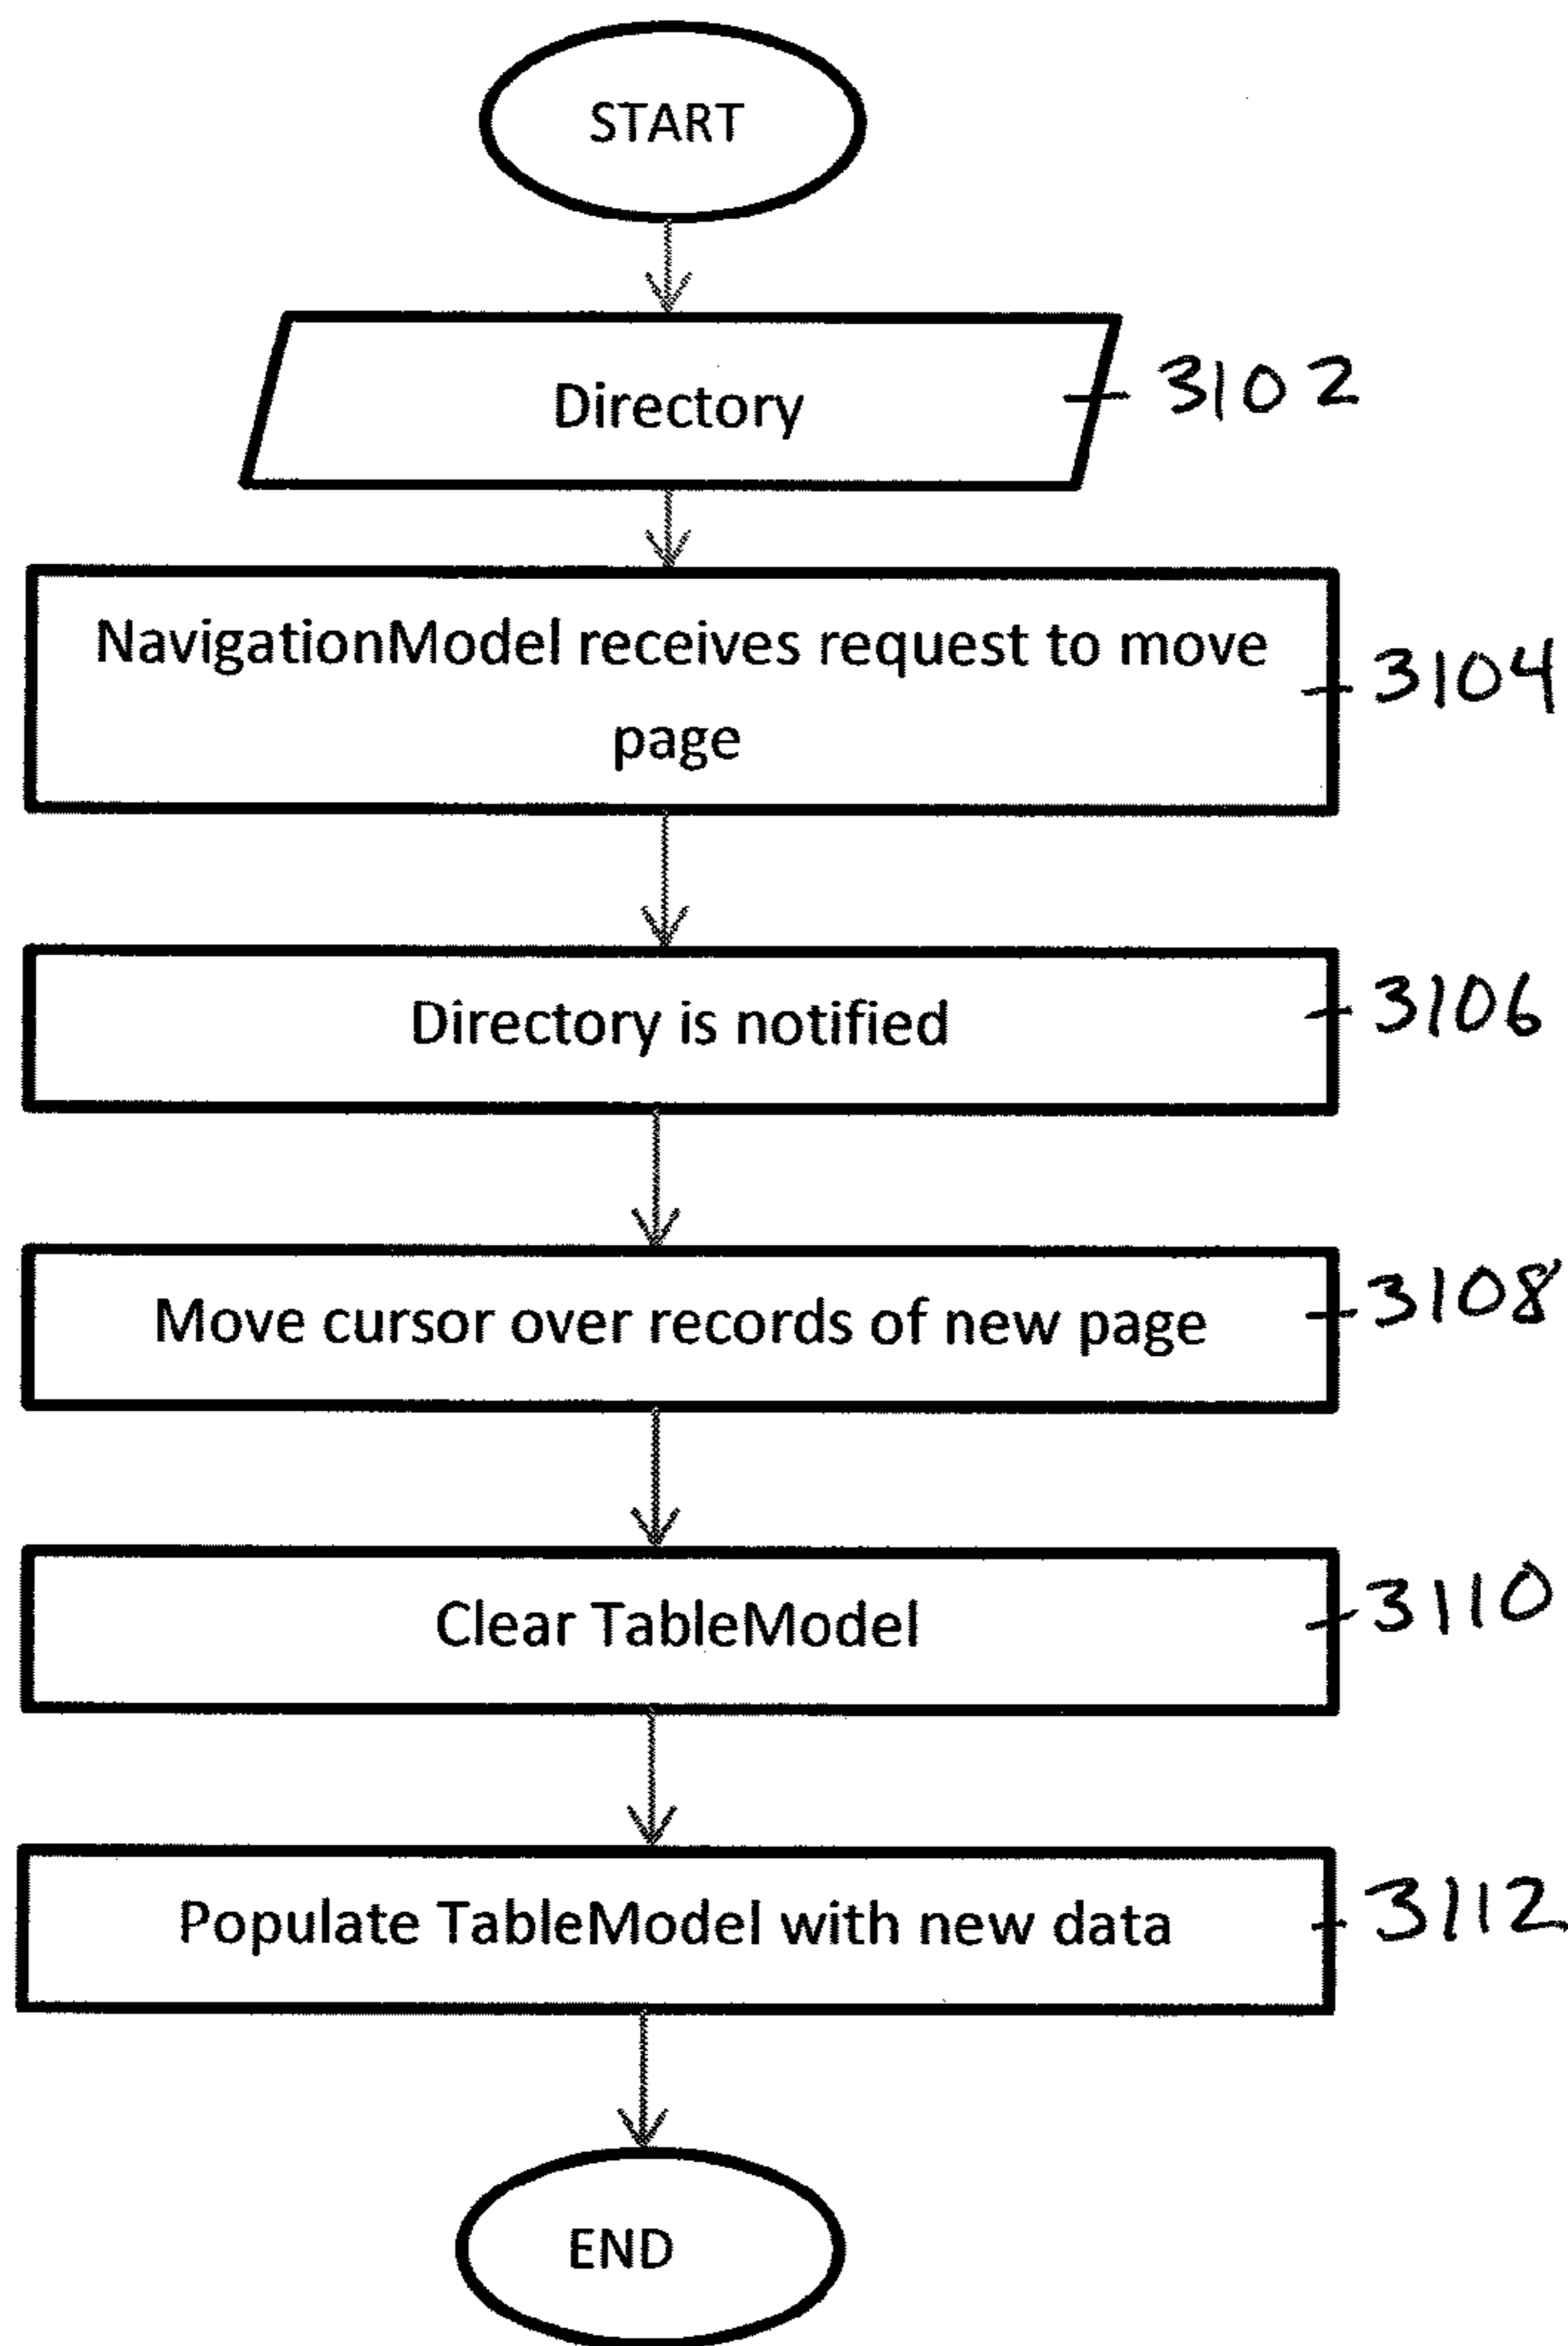 START
Directory
3102
NavigationModel receives request to move
page
3104
Directory is notified
3106
Move cursor over records of new page
3108
Clear TableModel
3110
Populate TableModel with new data
3112
END